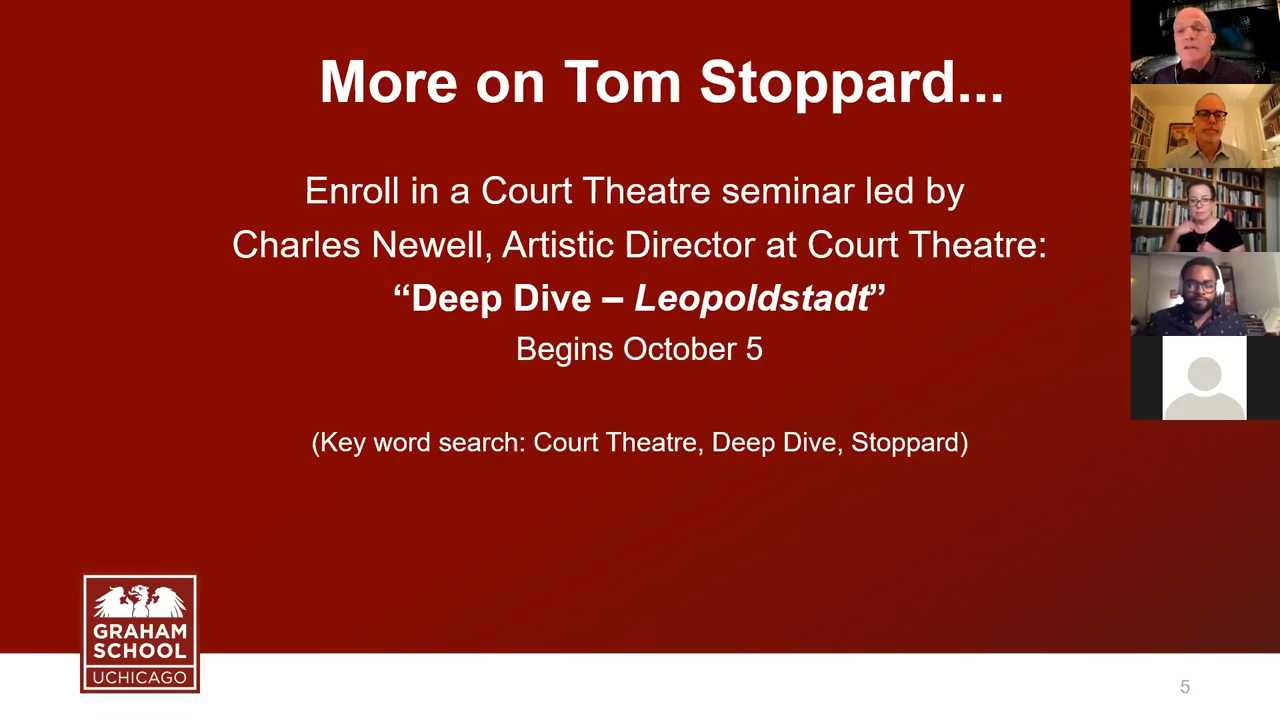 More on Tom Stoppard...
Enroll in a Court Theatre seminar led by
Charles Newell, Artistic Director at Court Theatre:
“Deep Dive – Leopoldstadt”
Begins October 5
(Key word search: Court Theatre, Deep Dive, Stoppard)
GRAHAM
SCHOOL
UCHICAGO
5